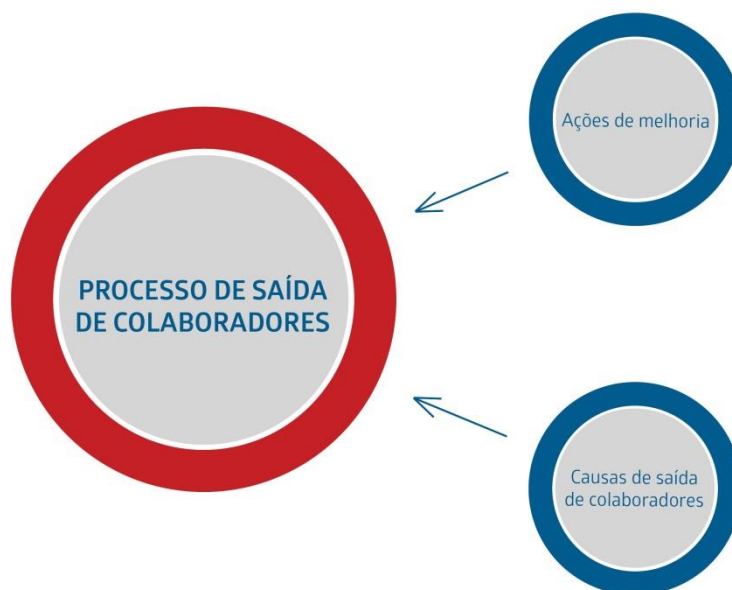 Ações de melhoria
PROCESSO DE SAÍDA
DE COLABORADORES
Causas de saída
de colaboradores